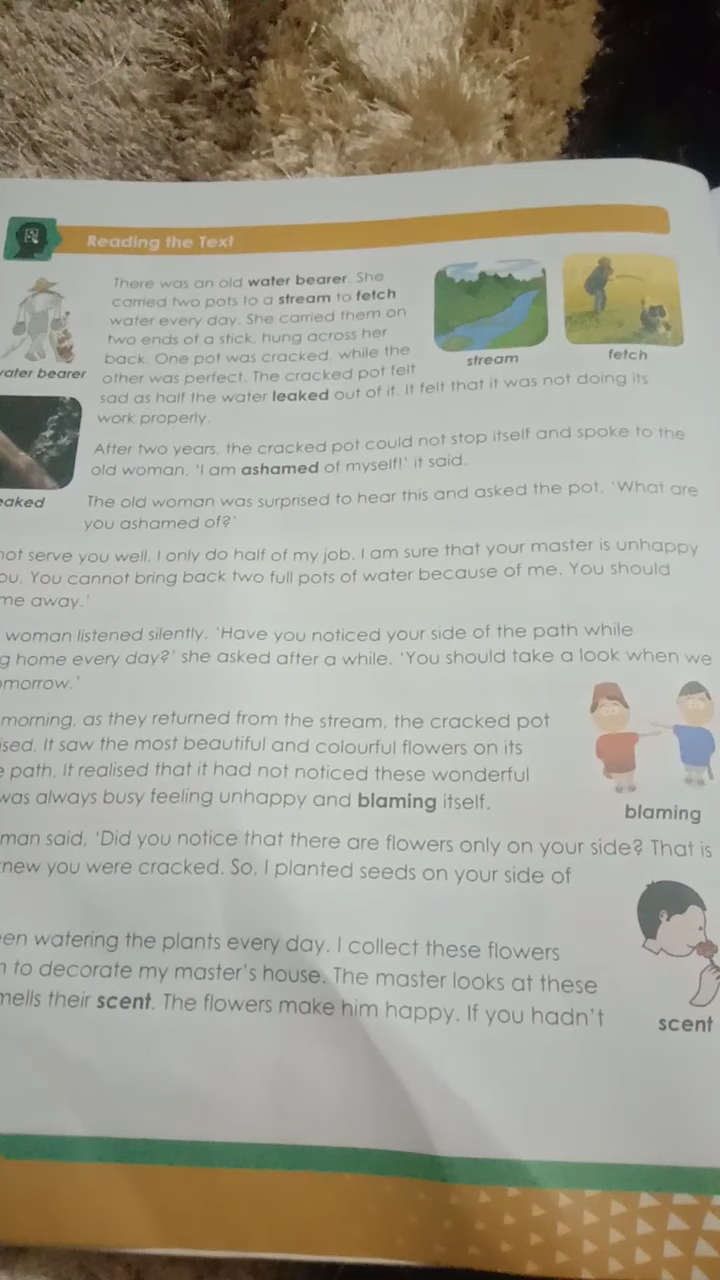 Reading the Text
There was an old water bearer. She
carried two pots to a stream to fetch
water every day. She carried them on
two ends of a stick, hung across her
back. One pot was cracked, while the
other was perfect. The cracked pot felt
sad as half the water leaked out of it. It felt that it was not doing its
work properly.
ater bearer
stream
fetch
After two years, the cracked pot could not stop itself and spoke to the
old woman. 'I am ashamed of myself!' it said.
eaked
The old woman was surprised to hear this and asked the pot, 'What are
you ashamed of?'
not serve you well. I only do half of my job. I am sure that your master is unhappy
ou. You cannot bring back two full pots of water because of me. You should
me away.'
woman listened silently. 'Have you noticed your side of the path while
g home every day?' she asked after a while. 'You should take a look when we
morrow.'
morning, as they returned from the stream, the cracked pot
ised. It saw the most beautiful and colourful flowers on its
e path. It realised that it had not noticed these wonderful
was always busy feeling unhappy and blaming itself.
blaming
man said, 'Did you notice that there are flowers only on your side? That is
new you were cracked. So, I planted seeds on your side of
en watering the plants every day. I collect these flowers
n to decorate my master's house. The master looks at these
mells their scent. The flowers make him happy. If you hadn't
scent